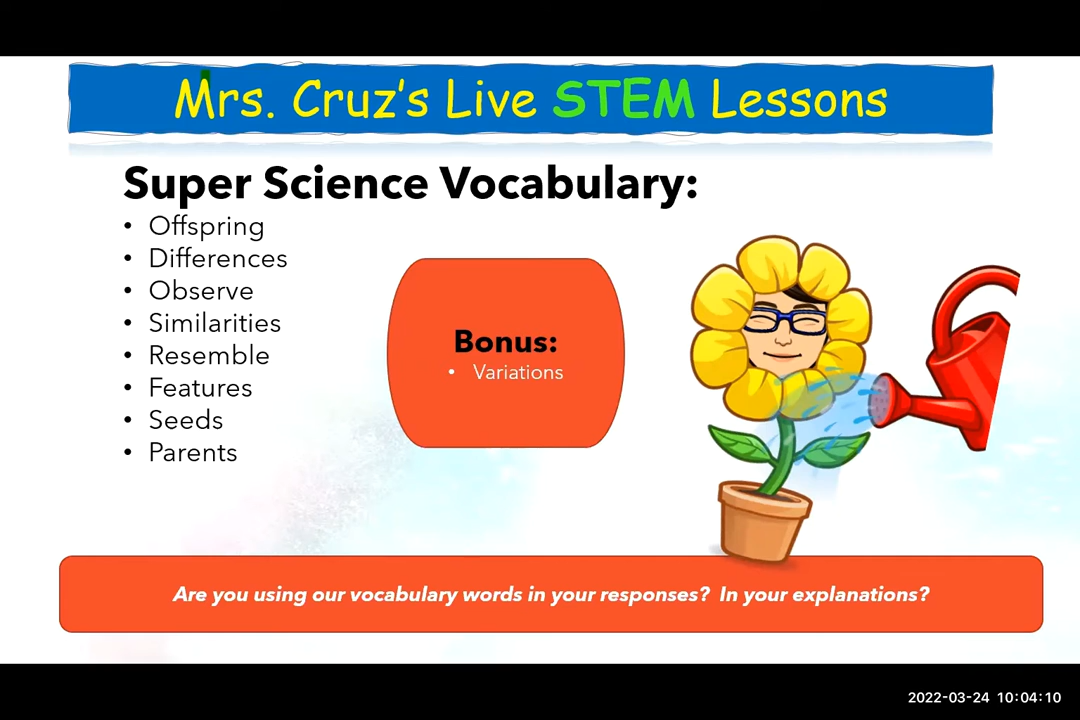 Mrs. Cruz's Live STEM Lessons
Super Science Vocabulary:
• Offspring
• Differences
• Observe
• Similarities
• Resemble
• Features
• Seeds
• Parents
Bonus:
• Variations
Are you using our vocabulary words in your responses? In your explanations?
2022-03-24 10:04:10